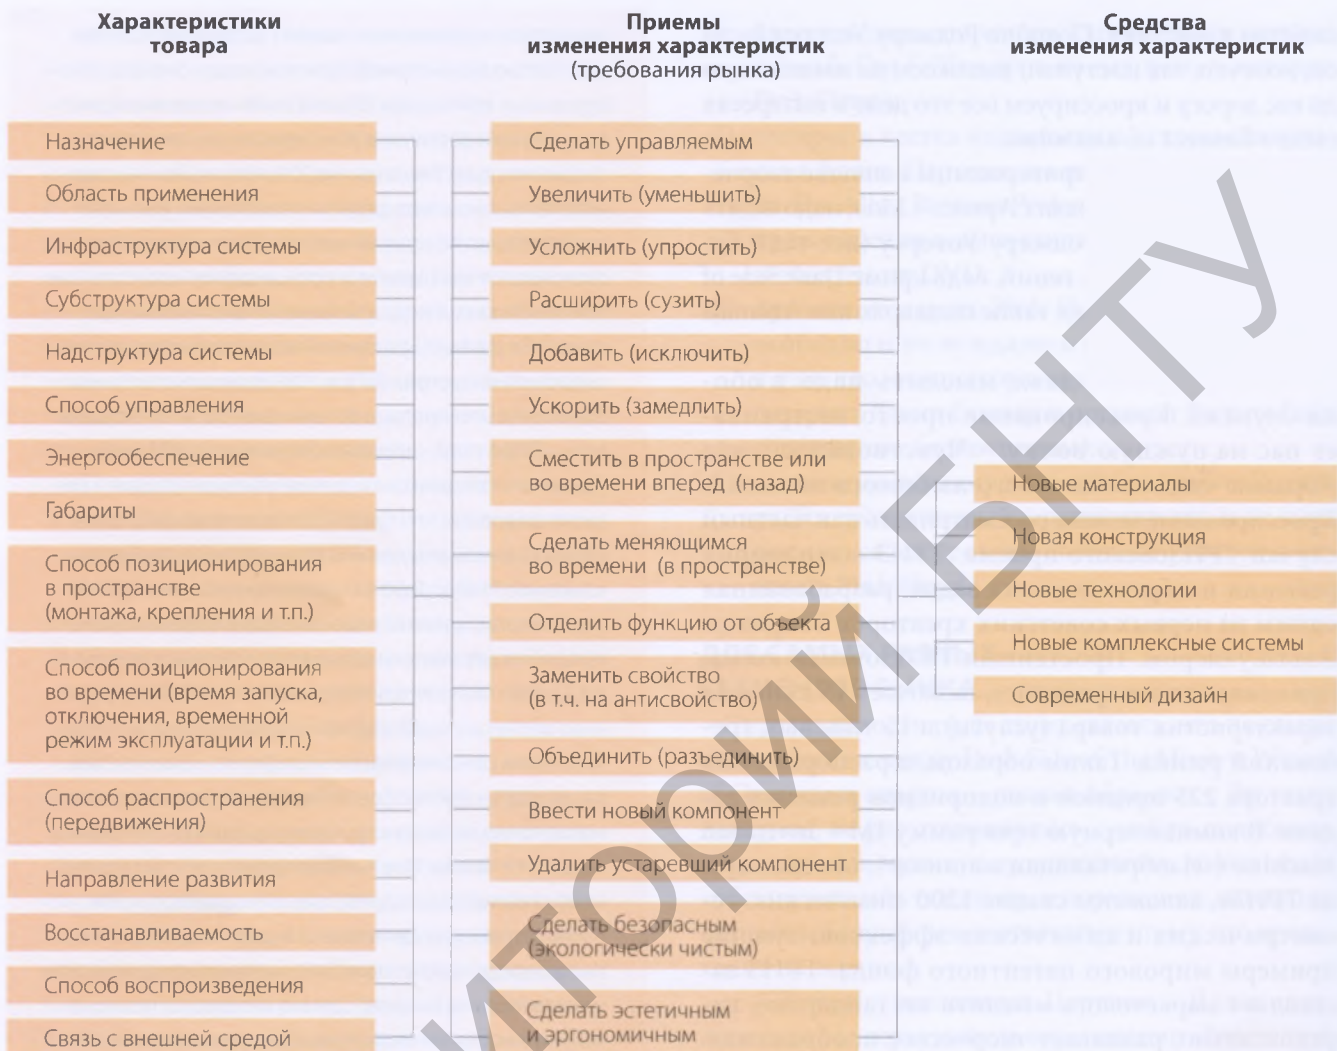 Характеристики
товара
Назначение
Область применения
Инфраструктура системы
Субструктура системы
Надструктура системы
Способ управления
Энергообеспечение
Габариты
Способ позиционирования
в пространстве
(монтажа, крепления и т.п.)
Способ позиционирования
во времени (время запуска,
отключения, временной
режим эксплуатации и т.п.)
Способ распространения
(передвижения)
Направление развития
Восстанавливаемость
Способ воспроизведения
Связь с внешней средой
Приемы
изменения характеристик
(требования рынка)
Сделать управляемым
Увеличить (уменьшить)
Усложнить (упростить)
Расширить (сузить)
Добавить (исключить)
Ускорить (замедлить)
Сместить в пространстве или
во времени вперед (назад)
Сделать меняющимся
во времени (в пространстве)
Отделить функцию от объекта
Заменить свойство
(в т.ч. на антисвойство)
Объединить (разъединить)
Ввести новый компонент
Удалить устаревший компонент
Сделать безопасным
(экологически чистым)
Сделать эстетичным
и эргономичным
Средства
изменения характеристик
Новые материалы
Новая конструкция
Новые технологии
Новые комплексные системы
Современный дизайн
иторий БНТУ